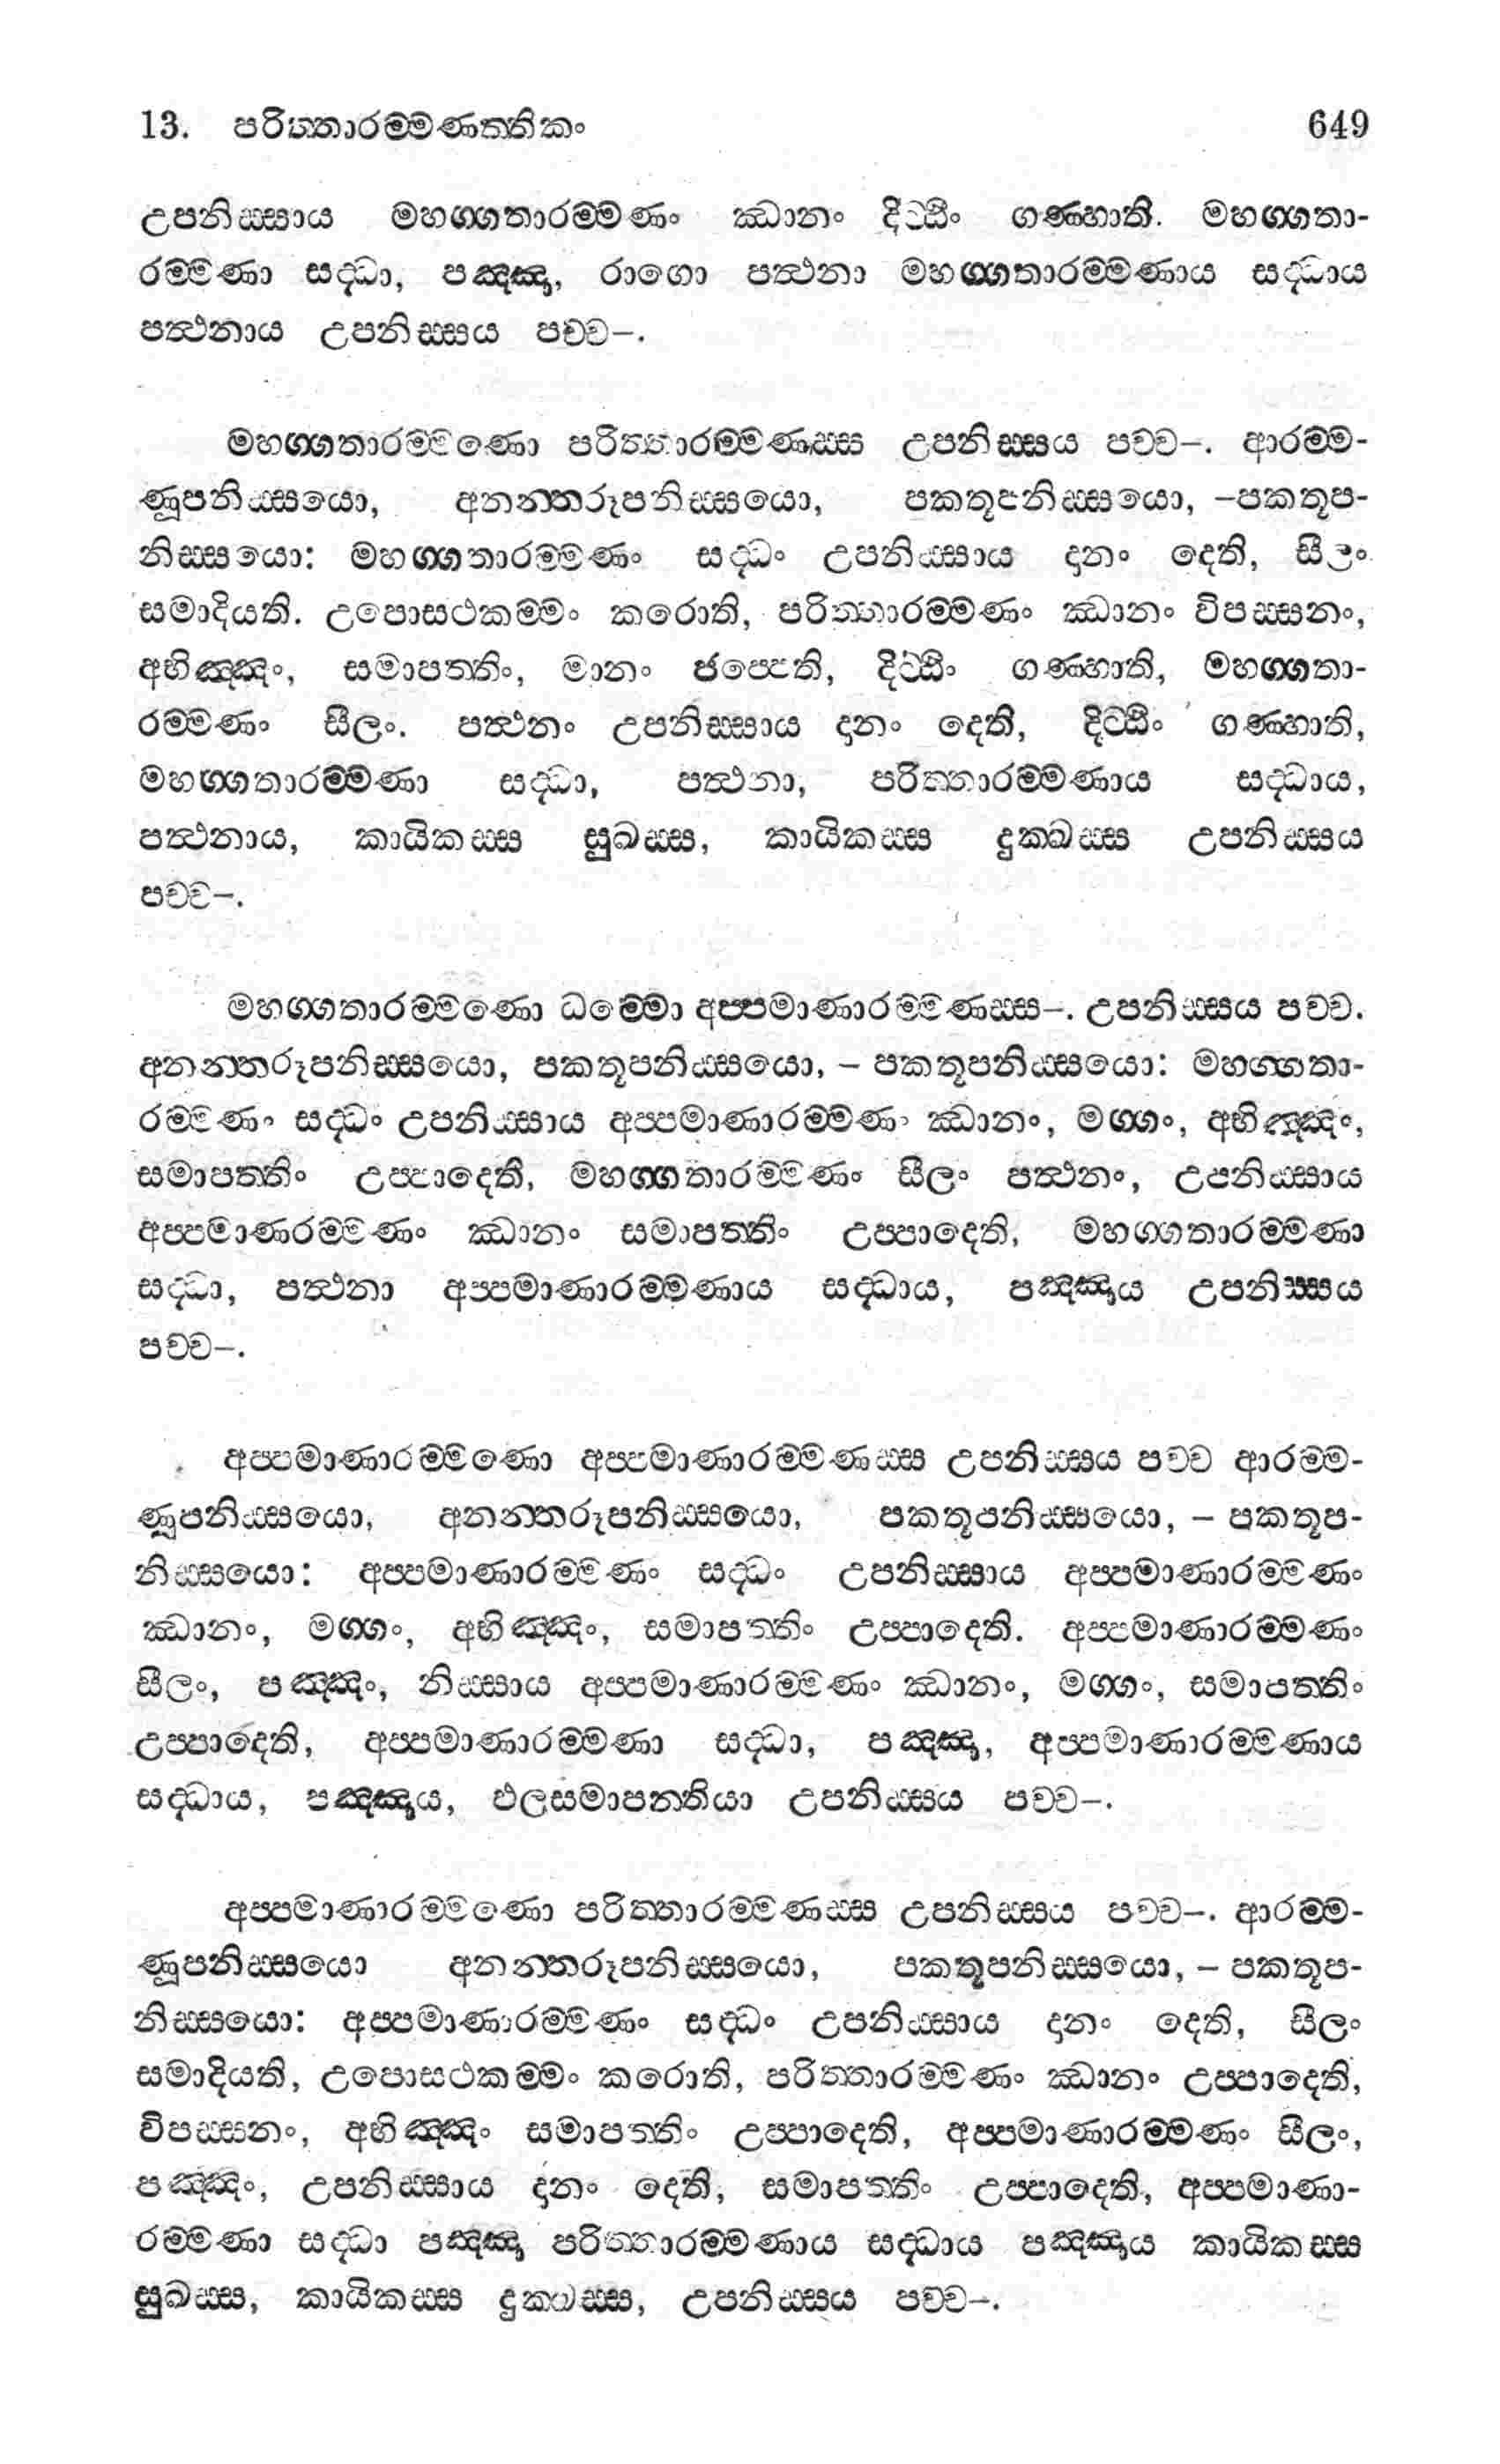 13. පරිත්තාරම්මණත්තිකං 649
උපනිස්සාය මහග්ගතාරම්මණං ඣානං දිට්ඨිං ගණ්හාති. මහග්ගතා-
රම්මණා සද්ධා, පඤ්ඤා, රාගො පත්ථනා මහග්ගතාරම්මණාය සද්ධාය
පත්ථනාය උපනිස්සය පච්ච–.
මහග්ගතාරම්මණො පරිත්තාරම්මණස්ස උපනිස්සය පච්ච–. ආරම්ම-
ණූපනිස්සයො, අනන්තරූපනිස්සයො, පකතූපනිස්සයො, –පකතූප-
නිස්සයො: මහග්ගතාරම්මණං සද්ධං උපනිස්සාය දානං දෙති, සීලං
සමාදියති. උපොසථකම්මං කරොති, පරිත්තාරම්මණං ඣානං විපස්සනං,
අභිඤ්ඤං, සමාපත්තිං, මානං ජප්පෙති, දිට්ඨිං ගණ්හාති, මහග්ගතා-
රම්මණං සීලං. පත්ථනං උපනිස්සාය දානං දෙති, දිට්ඨිං ගණ්හාති,
මහග්ගතාරම්මණා සද්ධා, පත්ථනා, පරිත්තාරම්මණාය සද්ධාය,
පත්ථනාය, කායිකස්ස සුඛස්ස, කායිකස්ස දුක්ඛස්ස උපනිස්සය
පච්ච–.
මහග්ගතාරම්මණො ධම්මො අප්පමාණාරම්මණස්ස–. උපනිස්සය පච්ච.
අනන්තරූපනිස්සයො, පකතූපනිස්සයො, – පකතූපනිස්සයො: මහග්ගතා-
රම්මණං සද්ධං උපනිස්සාය අප්පමාණාරම්මණං ඣානං, මග්ගං, අභිඤ්ඤං,
සමාපත්තිං උප්පාදෙති, මහග්ගතාරම්මණං සීලං පත්ථනං, උපනිස්සාය
අප්පමාණරම්මණං ඣානං සමාපත්තිං උප්පාදෙති, මහග්ගතාරම්මණා
සද්ධා, පත්ථනා අප්පමාණාරම්මණාය සද්ධාය, පඤ්ඤාය උපනිස්සය
පච්ච–.
අප්පමාණාරම්මණො අප්පමාණාරම්මණස්ස උපනිස්සය පච්ච ආරම්ම-
ණූපනිස්සයො, අනන්තරූපනිස්සයො, පකතූපනිස්සයො, – පකතූප-
නිස්සයො: අප්පමාණාරම්මණං සද්ධං උපනිස්සාය අප්පමාණාරම්මණං
ඣානං, මග්ගං, අභිඤ්ඤං, සමාපත්තිං උප්පාදෙති. අප්පමාණාරම්මණං
සීලං, පඤ්ඤං, නිස්සාය අප්පමාණාරම්මණං ඣානං, මග්ගං, සමාපත්තිං
උප්පාදෙති, අප්පමාණාරම්මණා සද්ධා, පඤ්ඤා, අප්පමාණාරම්මණාය
සද්ධාය, පඤ්ඤාය, ඵලසමාපත්තියා උපනිස්සය පච්ච–.
අප්පමාණාරම්මණො පරිත්තාරම්මණස්ස උපනිස්සය පච්ච–. ආරම්ම-
ණූපනිස්සයො අනන්තරූපනිස්සයො, පකතූපනිස්සයො, – පකතූප-
නිස්සයො: අප්පමාණාරම්මණං සද්ධං උපනිස්සාය දානං දෙති, සීලං
සමාදියති, උපොසථකම්මං කරොති, පරිත්තාරම්මණං ඣානං උප්පාදෙති,
විපස්සනං, අභිඤ්ඤං සමාපත්තිං උප්පාදෙති, අප්පමාණාරම්මණං සීලං,
පඤ්ඤං, උපනිස්සාය දානං දෙති, සමාපත්තිං උප්පාදෙති, අප්පමාණා-
රම්මණා සද්ධා පඤ්ඤා පරිත්තාරම්මණාය සද්ධාය පඤ්ඤාය කායිකස්ස
සුඛස්ස, කායිකස්ස දුක්ඛස්ස, උපනිස්සය පච්ච–.